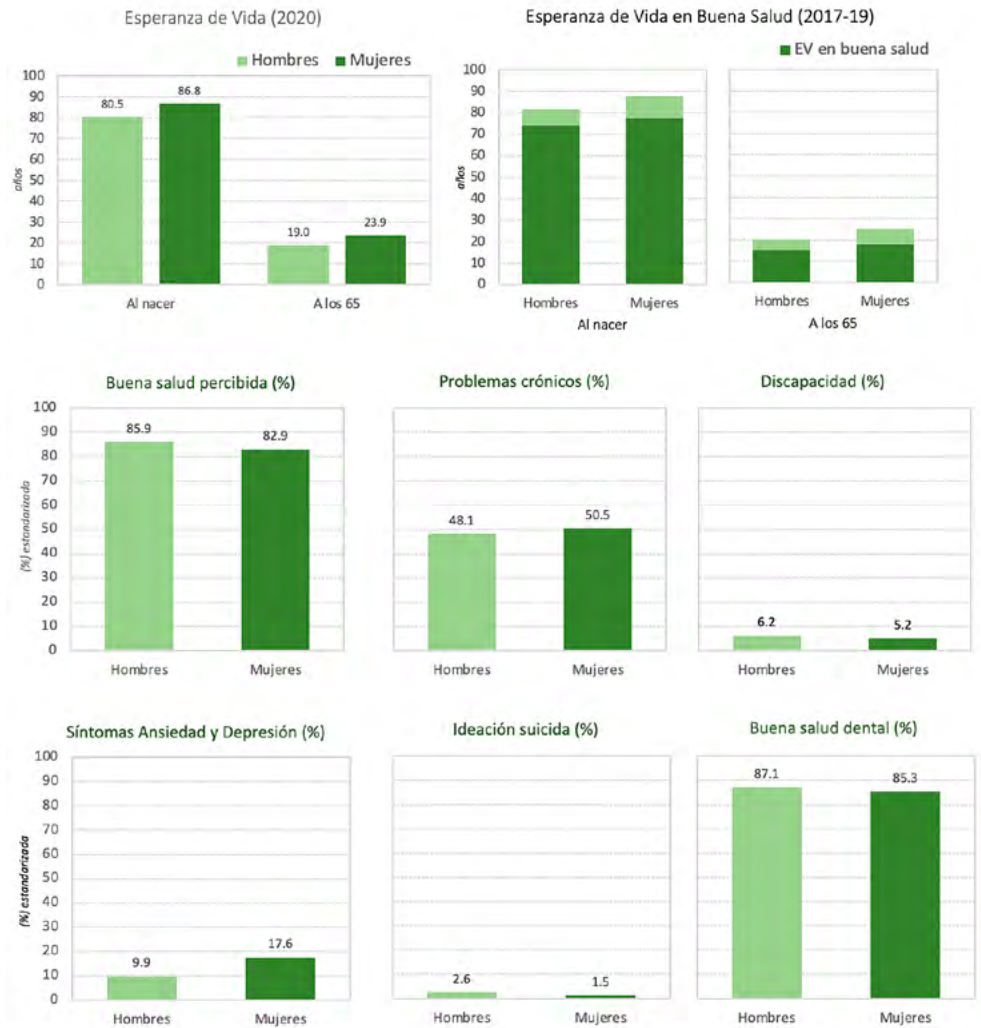 Esperanza de Vida (2020)
Hombres Mujeres
100
90
80
70
60
50
40
30
20
10
0
años
80.5
86.8
19.0
23.9
Al nacer
A los 65
Esperanza de Vida en Buena Salud (2017-19)
EV en buena salud
100
90
80
70
60
50
40
30
20
10
0
años
Hombres Mujeres
Al nacer
Hombres Mujeres
A los 65
Buena salud percibida (%)
100
90
80
70
60
50
40
30
20
10
0
(%) estandarizada
85.9
82.9
Hombres Mujeres
Problemas crónicos (%)
48.1
50.5
Hombres Mujeres
Discapacidad (%)
6.2
5.2
Hombres Mujeres
Síntomas Ansiedad y Depresión (%)
100
90
80
70
60
50
40
30
20
10
0
(%) estandarizada
9.9
17.6
Hombres Mujeres
Ideación suicida (%)
2.6
1.5
Hombres Mujeres
Buena salud dental (%)
87.1
85.3
Hombres Mujeres